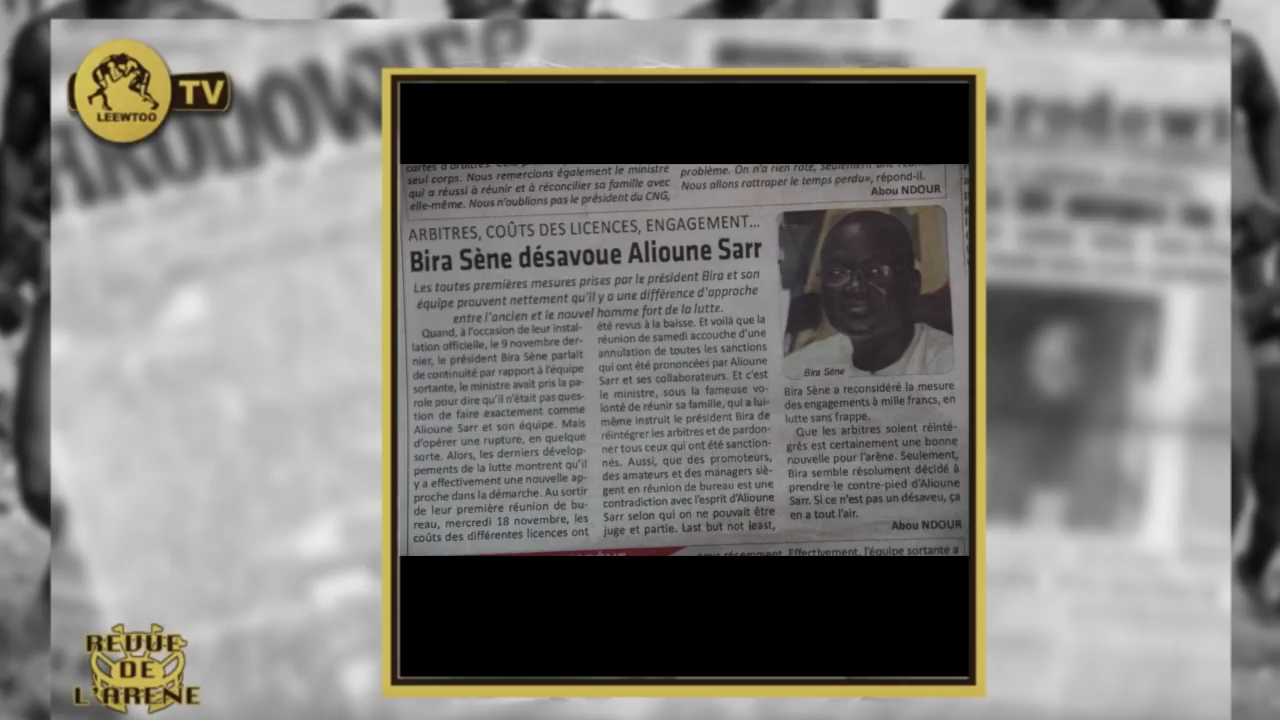 LEEWTOO
TV
cartes d'arbitres.
seul corps. Nous remercions également le ministre
qui a réussi à réunir et à réconcilier sa famille avec
elle-même. Nous n'oublions pas le président du CNG,
problème. On n'a rien raté, seulement une
Nous allons rattraper le temps perdu», répond-il.
Abou NDOUR
ARBITRES, COÛTS DES LICENCES, ENGAGEMENT...
Bira Sène désavoue Alioune Sarr
Les toutes premières mesures prises par le président Bira et son
équipe prouvent nettement qu'il y a une différence d'approche
entre l'ancien et le nouvel homme fort de la lutte.
Quand, à l'occasion de leur instal-
lation officielle, le 9 novembre der-
nier, le président Bira Sène parlait
de continuité par rapport à l'équipe
sortante, le ministre avait pris la pa-
role pour dire qu'il n'était pas ques-
tion de faire exactement comme
Alioune Sarr et son équipe. Mais
d'opérer une rupture, en quelque
sorte. Alors, les derniers dévelop-
pements de la lutte montrent qu'il
y a effectivement une nouvelle ap-
proche dans la démarche. Au sortir
de leur première réunion de bu-
reau, mercredi 18 novembre, les
coûts des différentes licences ont
été revus à la baisse. Et voilà que la
réunion de samedi accouche d'une
annulation de toutes les sanctions
qui ont été prononcées par Alioune
Sarr et ses collaborateurs. Et c'est
le ministre, sous la fameuse vo-
lonté de réunir sa famille, qui a lui-
même instruit le président Bira de
réintégrer les arbitres et de pardon-
ner tous ceux qui ont été sanction-
nés. Aussi, que des promoteurs,
des amateurs et des managers siè-
gent en réunion de bureau est une
contradiction avec l'esprit d'Alioune
Sarr selon qui on ne pouvait être
juge et partie. Last but not least,
Bira Sène
Bira Sène a reconsidéré la mesure
des engagements à mille francs, en
lutte sans frappe.
Que les arbitres soient réinté-
grés est certainement une bonne
nouvelle pour l'arène. Seulement,
Bira semble résolument décidé à
prendre le contre-pied d'Alioune
Sarr. Si ce n'est pas un désaveu, ça
en a tout l'air.
Abou NDOUR
récemment. Effectivement, l'équipe sortante a
REVUE
DE
L'ARENE